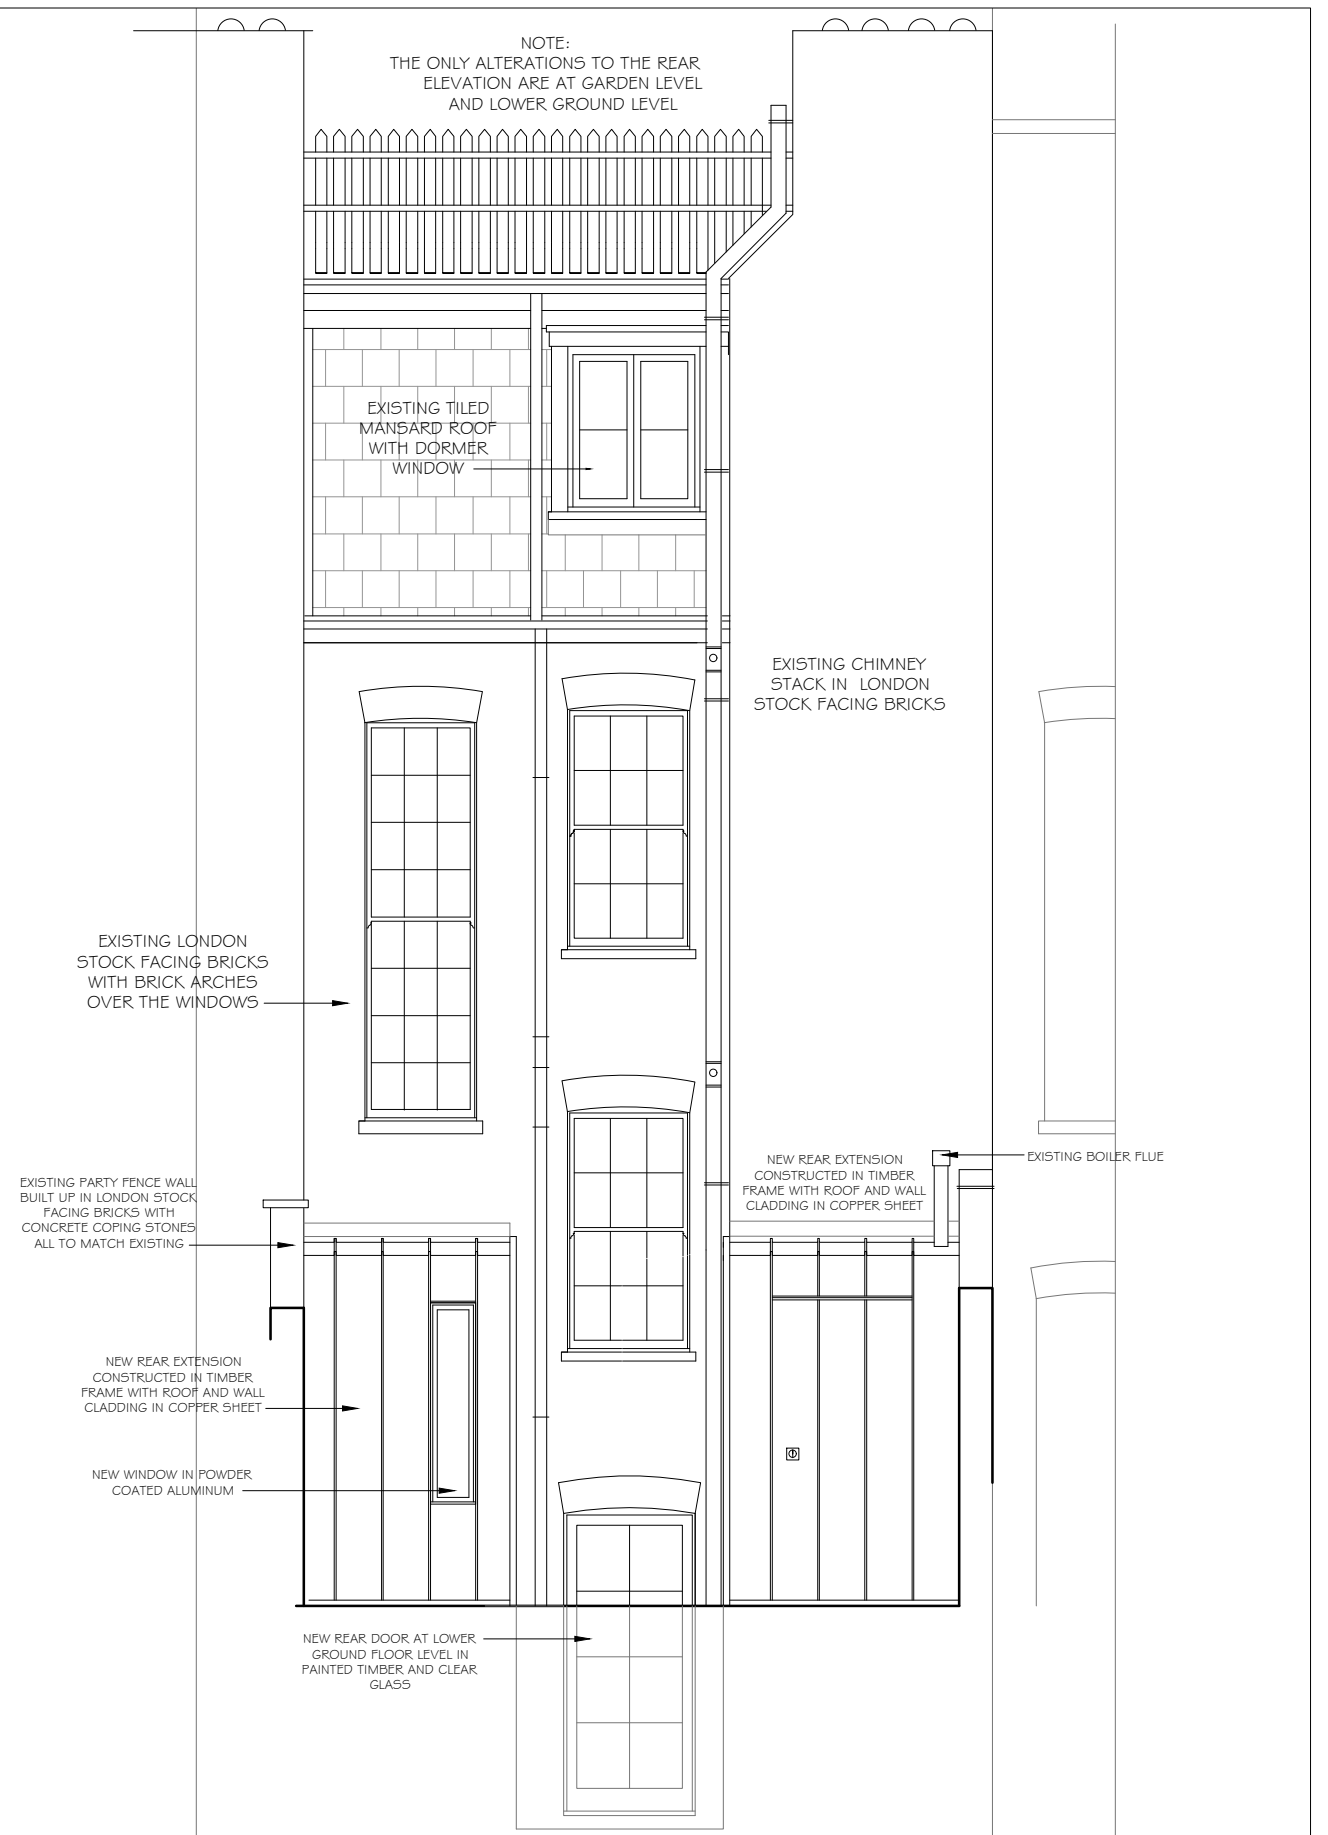 NOTE:
THE ONLY ALTERATIONS TO THE REAR
ELEVATION ARE AT GARDEN LEVEL
AND LOWER GROUND LEVEL
EXISTING TILED
MANSARD ROOF
WITH DORMER
WINDOW
EXISTING CHIMNEY
STACK IN LONDON
STOCK FACING BRICKS
EXISTING LONDON
STOCK FACING BRICKS
WITH BRICK ARCHES
OVER THE WINDOWS
NEW REAR EXTENSION
CONSTRUCTED IN TIMBER
FRAME WITH ROOF AND WALL
CLADDING IN COPPER SHEET
EXISTING BOILER FLUE
EXISTING PARTY FENCE WALL
BUILT UP IN LONDON STOCK
FACING BRICKS WITH
CONCRETE COPING STONES
ALL TO MATCH EXISTING
NEW REAR EXTENSION
CONSTRUCTED IN TIMBER
FRAME WITH ROOF AND WALL
CLADDING IN COPPER SHEET
NEW WINDOW IN POWDER
COATED ALUMINUM
NEW REAR DOOR AT LOWER
GROUND FLOOR LEVEL IN
PAINTED TIMBER AND CLEAR
GLASS